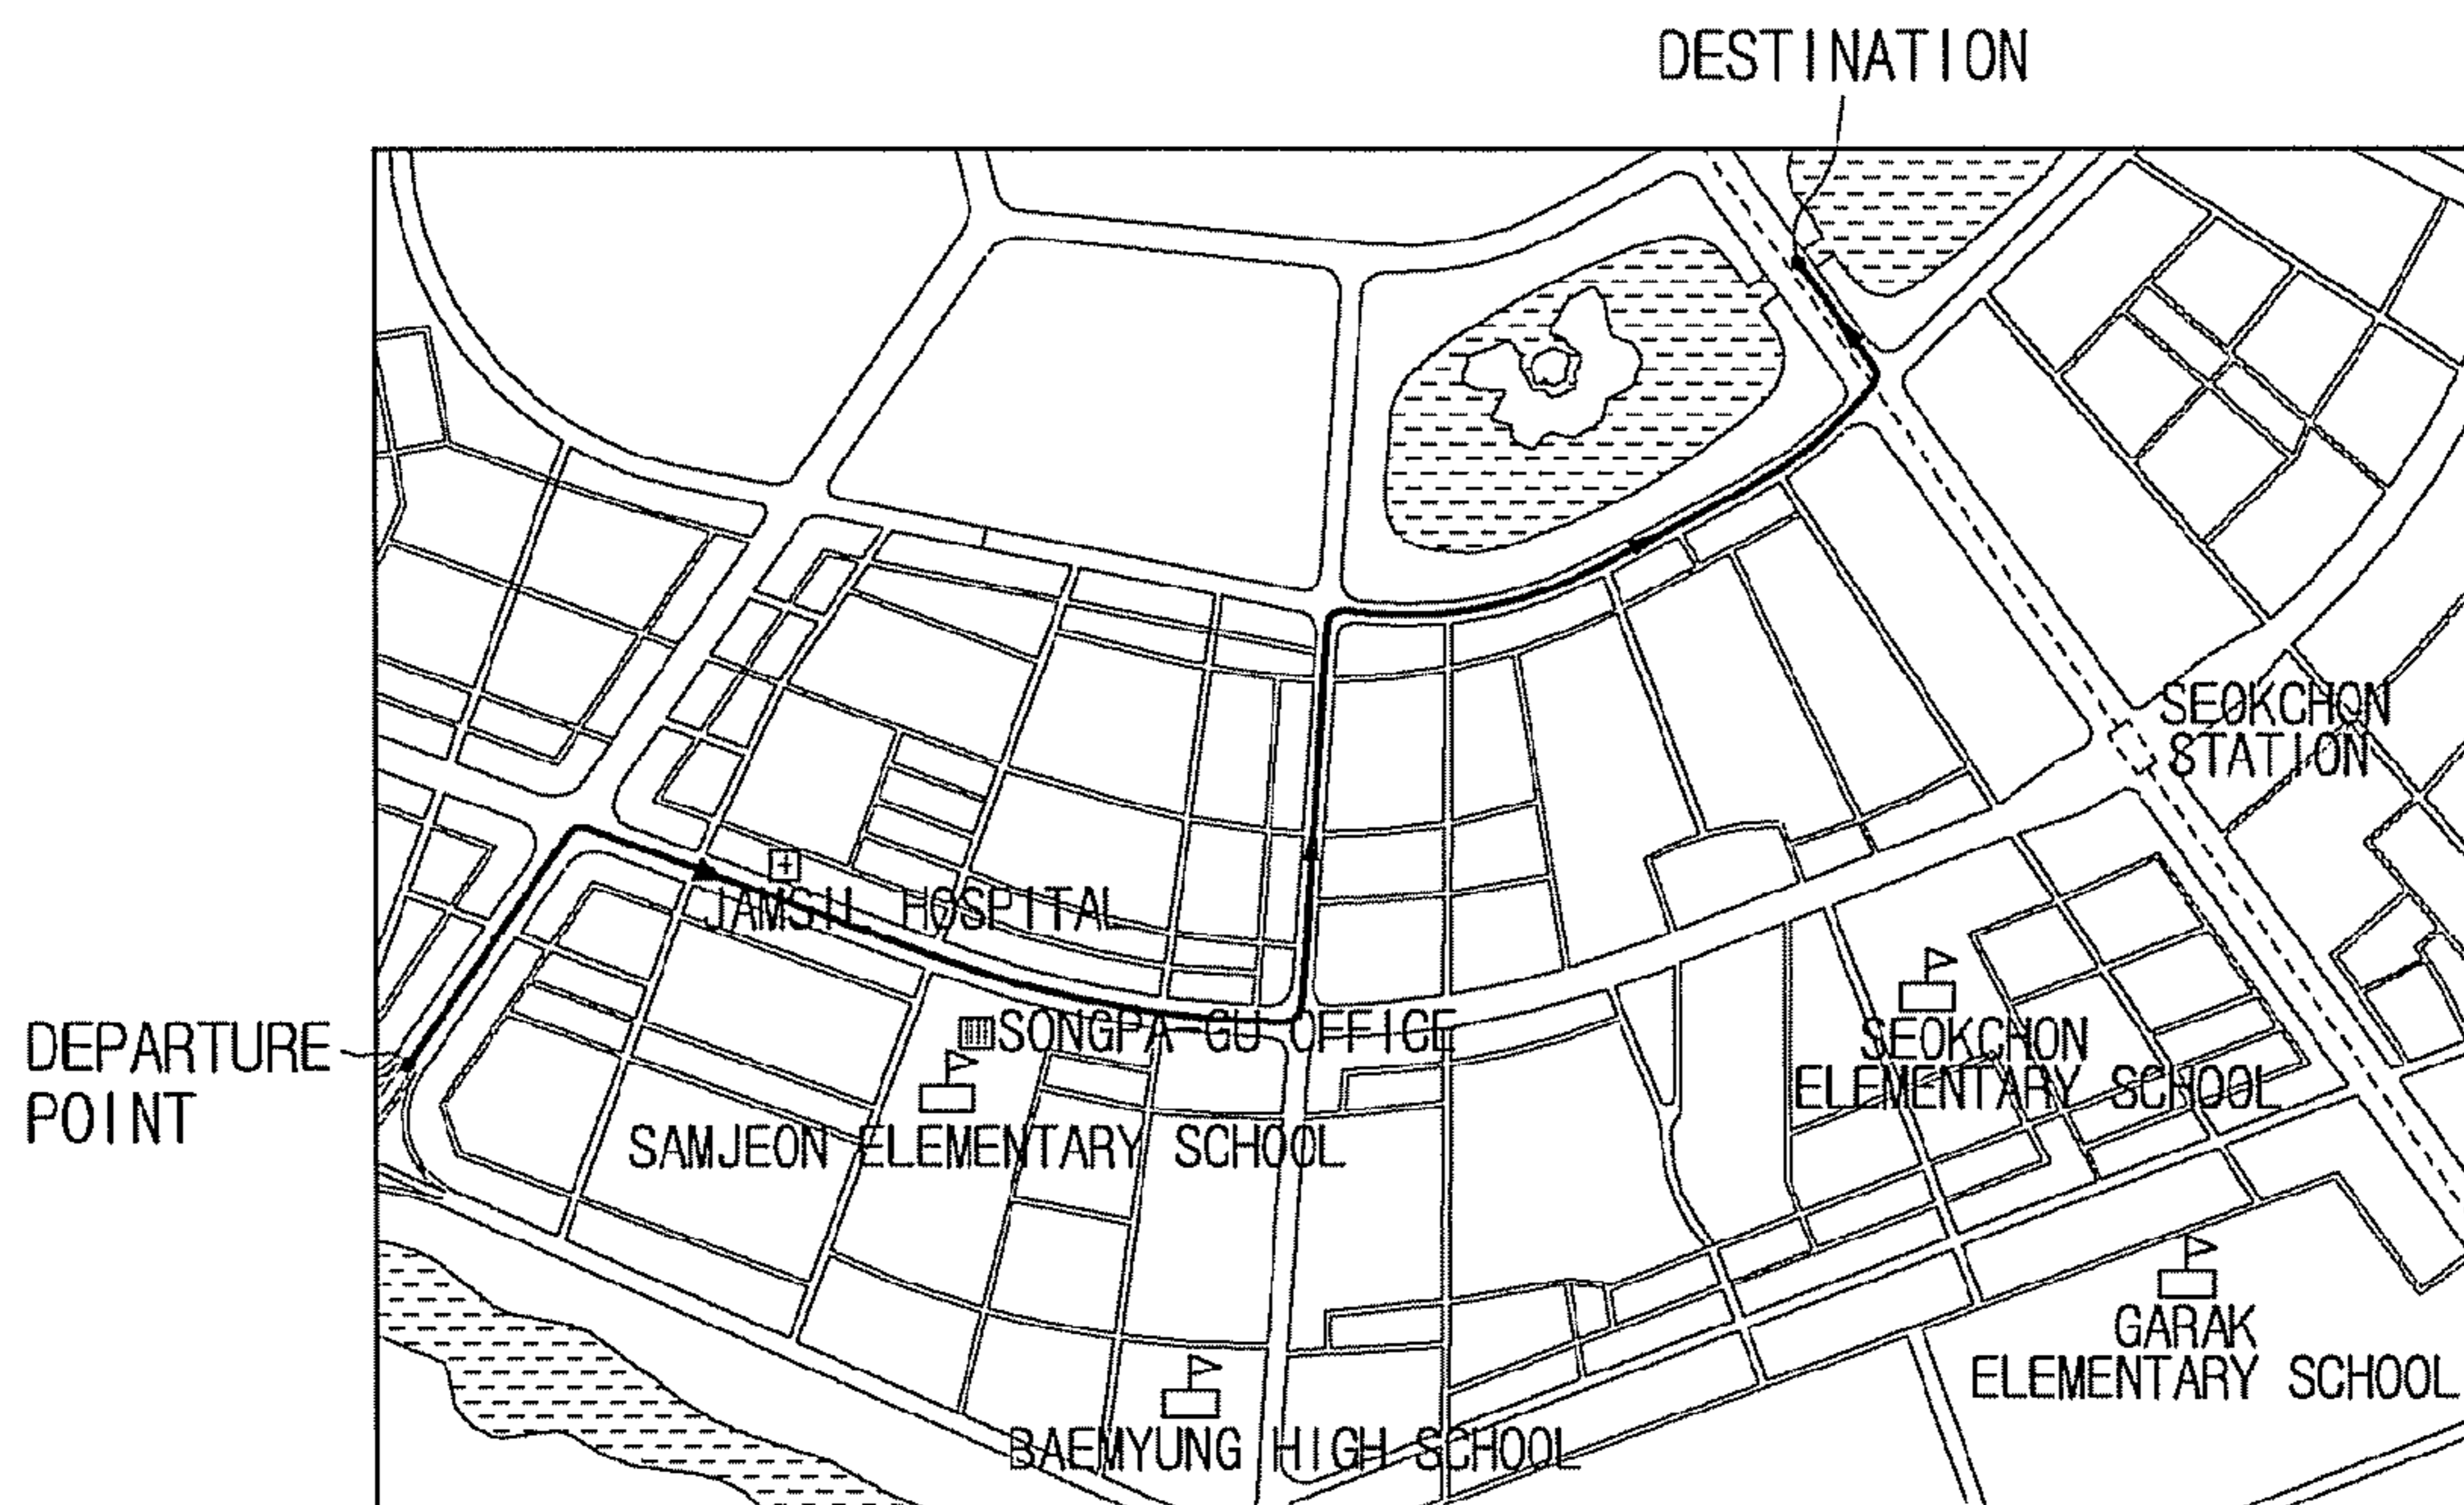 DESTINATION
SEOKCHON
STATION
JAMSIL HOSPITAL
DEPARTURE
POINT
SONGPA-GU OFFICE
SEOKCHON
ELEMENTARY SCHOOL
SAMJEON ELEMENTARY SCHOOL
GARAK
ELEMENTARY SCHOOL
BAEMYUNG HIGH SCHOOL